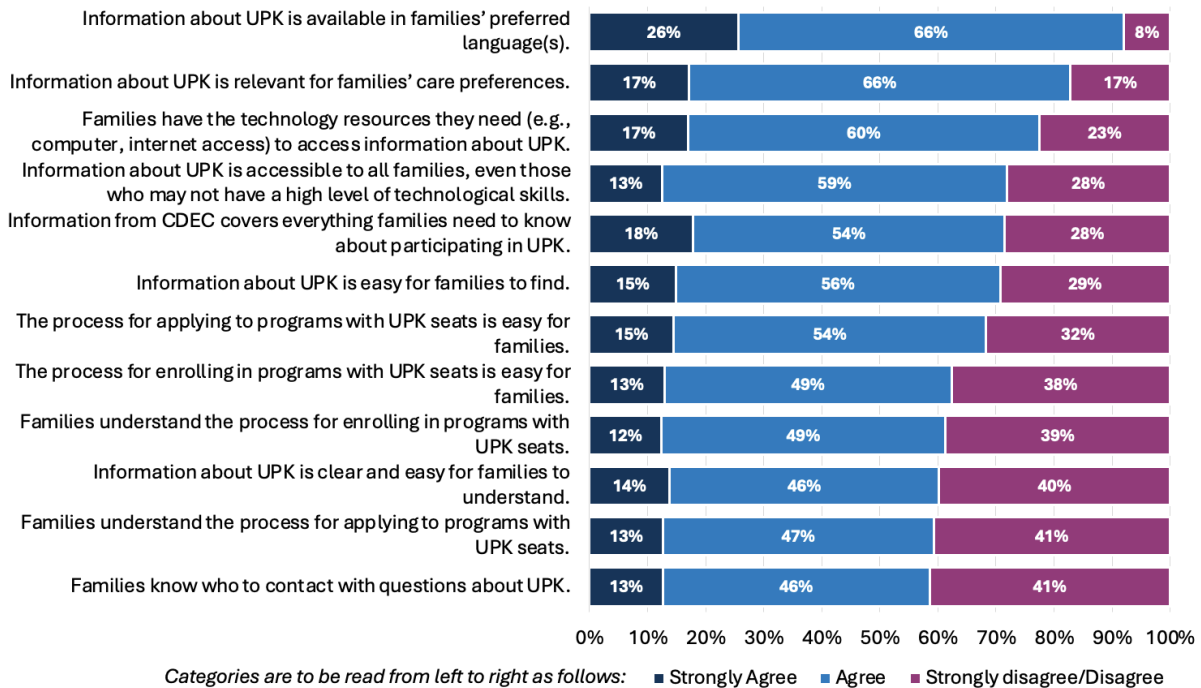 Information about UPK is available in families’ preferred
language(s).
26%
66%
8%
Information about UPK is relevant for families’ care preferences.
17%
66%
17%
Families have the technology resources they need (e.g.,
computer, internet access) to access information about UPK.
17%
60%
23%
Information about UPK is accessible to all families, even those
who may not have a high level of technological skills.
13%
59%
28%
Information from CDEC covers everything families need to know
about participating in UPK.
18%
54%
28%
Information about UPK is easy for families to find.
15%
56%
29%
The process for applying to programs with UPK seats is easy for
families.
15%
54%
32%
The process for enrolling in programs with UPK seats is easy for
families.
13%
49%
38%
Families understand the process for enrolling in programs with
UPK seats.
12%
49%
39%
Information about UPK is clear and easy for families to
understand.
14%
46%
40%
Families understand the process for applying to programs with
UPK seats.
13%
47%
41%
Families know who to contact with questions about UPK.
13%
46%
41%
0% 10% 20% 30% 40% 50% 60% 70% 80% 90% 100%
Categories are to be read from left to right as follows: Strongly Agree Agree Strongly disagree/Disagree